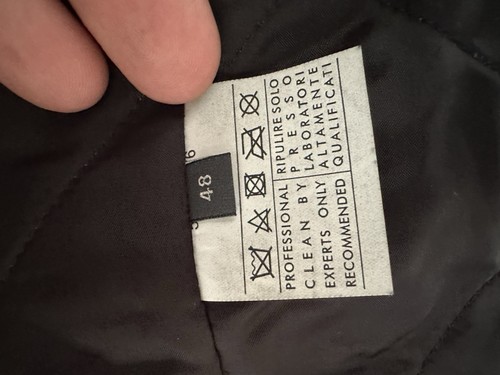 48
PROFESSIONAL
CLEAN BY
EXPERTS ONLY
RECOMMENDED
RIPULIRE SOLO
PRESSO
LABORATORI
ALTAMENTE
QUALIFICATI